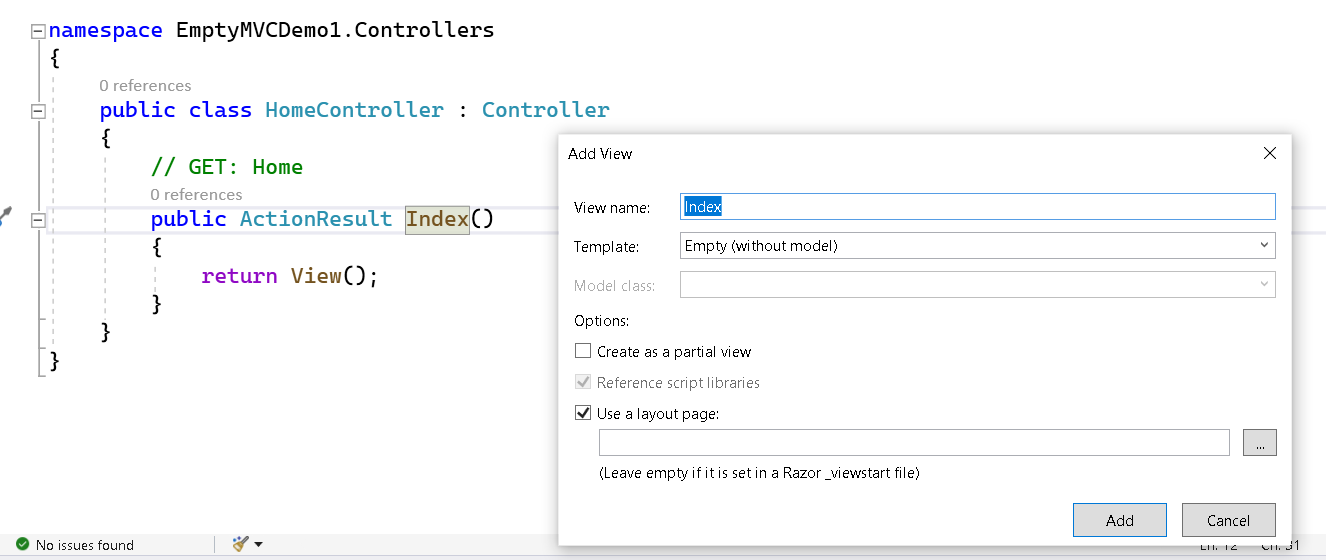 namespace EmptyMVCDemo1.Controllers
{
0 references
public class HomeController : Controller
{
// GET: Home
0 references
public ActionResult Index()
{
return View();
}
}
}
Add View
View name:
Index
Template:
Empty (without model)
Model class:
Options:
Create as a partial view
Reference script libraries
Use a layout page:
...
(Leave empty if it is set in a Razor _viewstart file)
Add
Cancel
No issues found